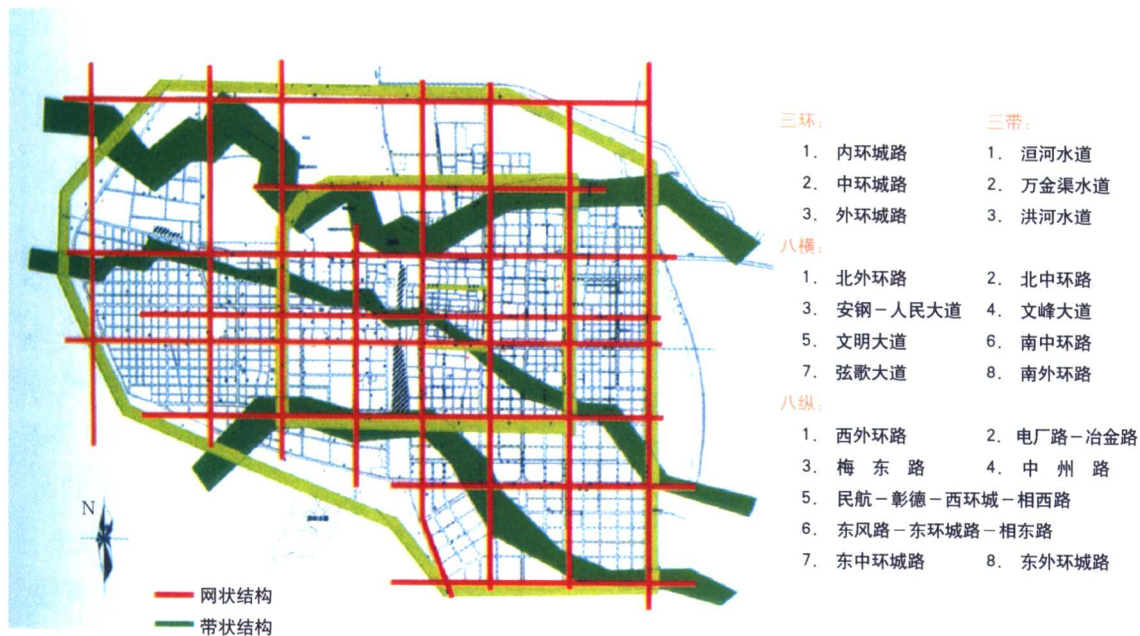 三环：
1. 内环城路
2. 中环城路
3. 外环城路
三带：
1. 洹河水道
2. 万金渠水道
3. 洪河水道
八横：
1. 北外环路 2. 北中环路
3. 安钢－人民大道 4. 文峰大道
5. 文明大道 6. 南中环路
7. 弦歌大道 8. 南外环路
八纵：
1. 西外环路 2. 电厂路－冶金路
3. 梅 东 路 4. 中 州 路
5. 民航－彰德－西环城－相西路
6. 东风路－东环城路－相东路
7. 东中环城路 8. 东外环城路
N
网状结构
带状结构